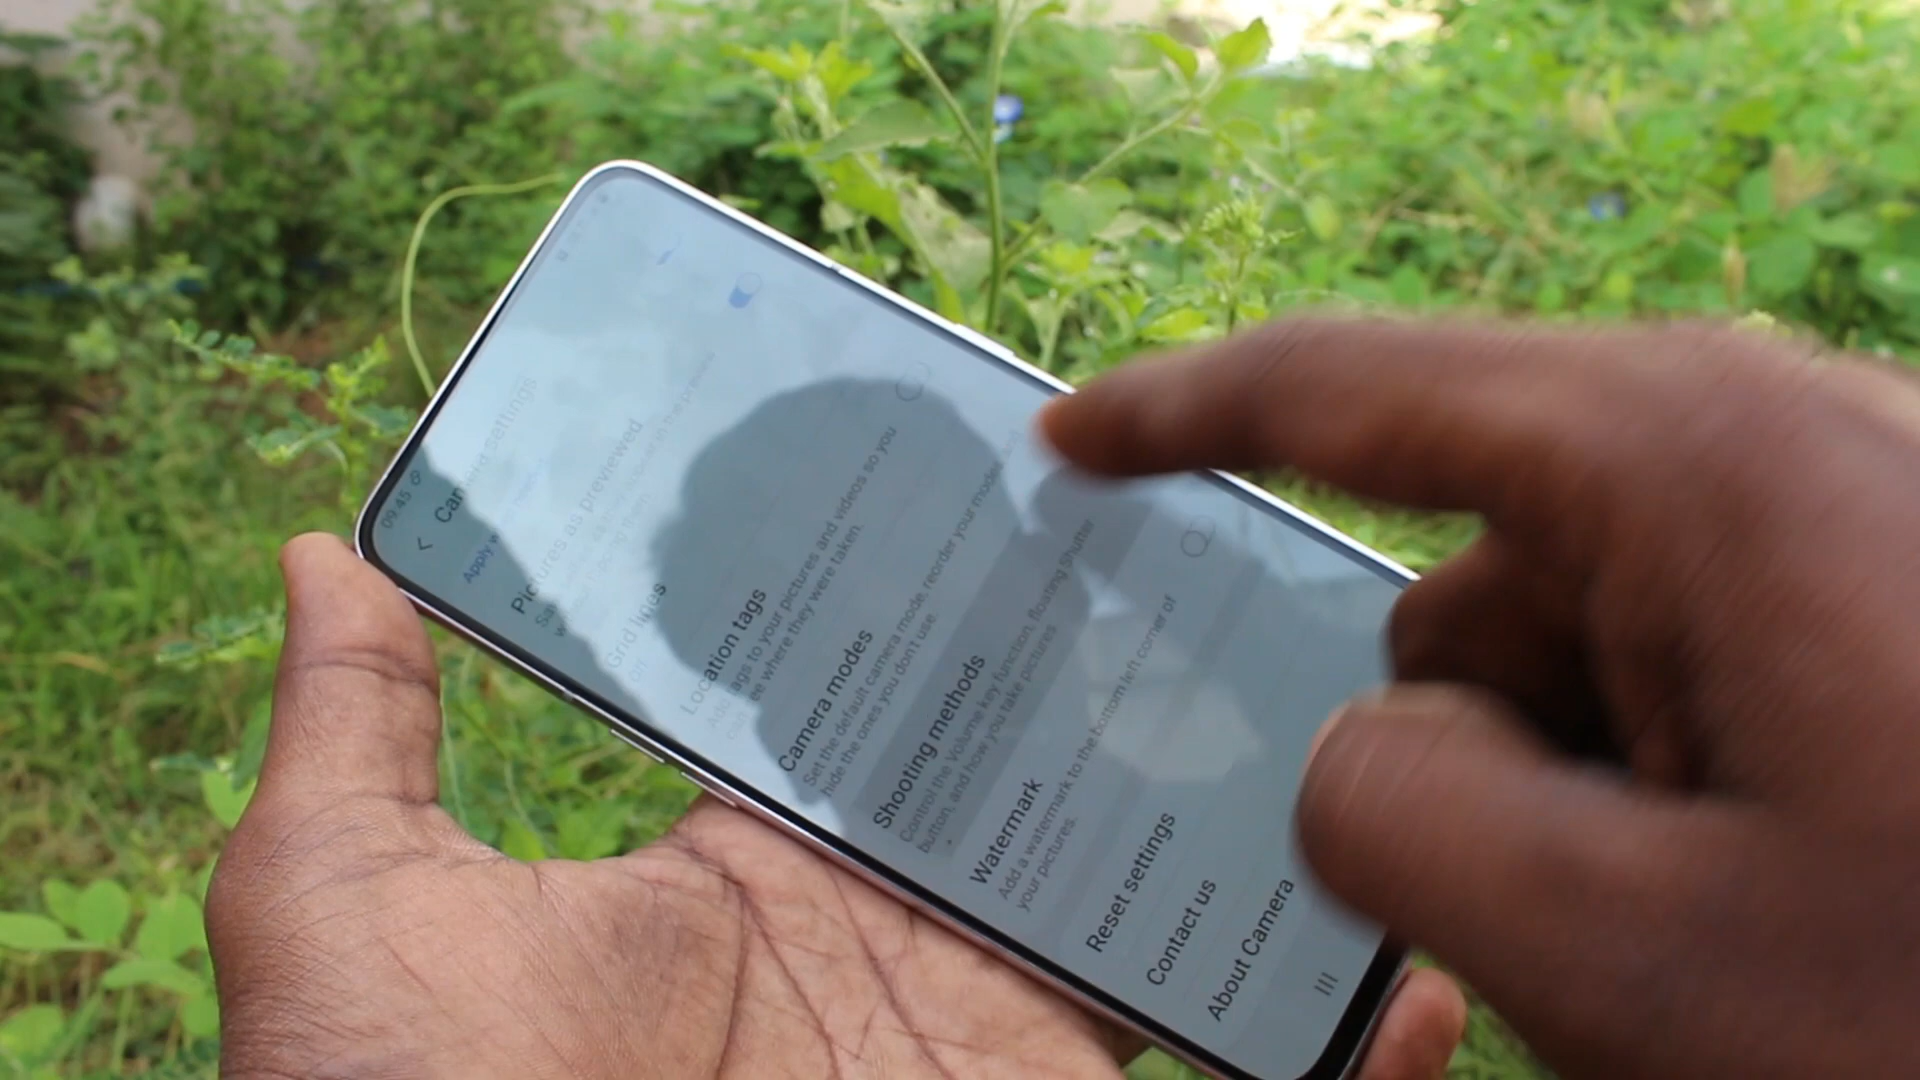 09:45
Camera settings
Apply
Pictures as previewed
Grid lines
Off
Location tags
Add tags to your pictures and videos so you
can see where they were taken.
Camera modes
Set the default camera mode, reorder your modes, and
hide the ones you don't use.
Shooting methods
Control the Volume key function, floating Shutter
button, and how you take pictures
Watermark
Add a watermark to the bottom left corner of
your pictures.
Reset settings
Contact us
About Camera